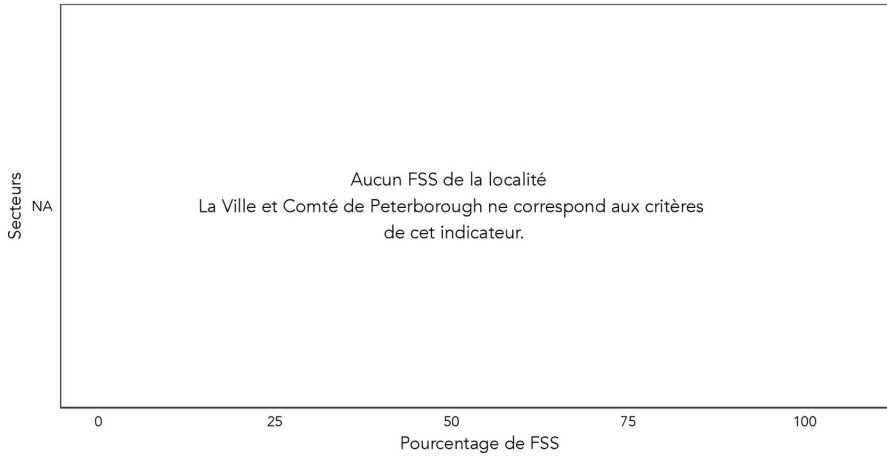 Aucun FSS de la localité
La Ville et Comté de Peterborough ne correspond aux critères
de cet indicateur.
Secteurs
NA
0 25 50 75 100
Pourcentage de FSS